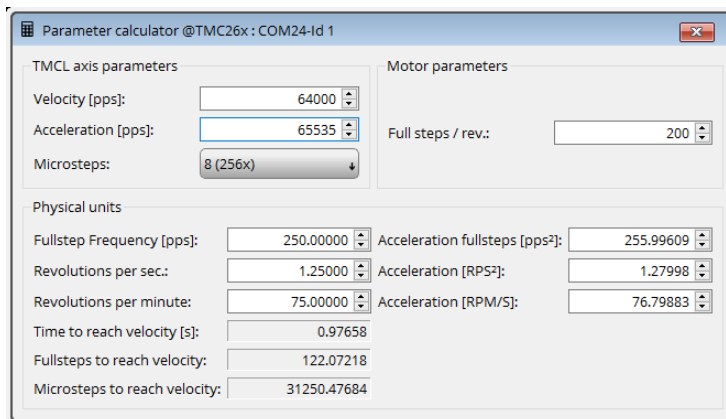 Parameter calculator @TMC26x : COM24-Id 1
TMCL axis parameters
Velocity [pps]: 64000
Acceleration [pps]: 65535
Microsteps: 8 (256x)
Motor parameters
Full steps / rev.: 200
Physical units
Fullstep Frequency [pps]: 250.00000 Acceleration fullsteps [pps²]: 255.99609
Revolutions per sec.: 1.25000 Acceleration [RPS²]: 1.27998
Revolutions per minute: 75.00000 Acceleration [RPM/S]: 76.79883
Time to reach velocity [s]: 0.97658
Fullsteps to reach velocity: 122.07218
Microsteps to reach velocity: 31250.47684